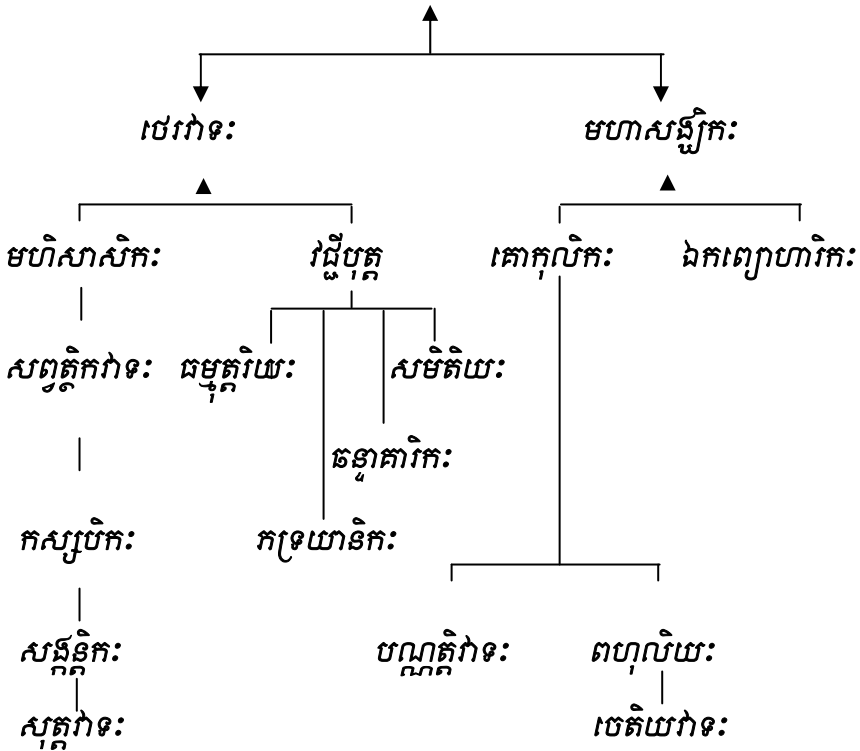 ថេរវាទៈ មហាសង្ឃិកៈ
មហិសាសិកៈ វជ្ជីបុត្ត គោកុលិកៈ ឯកព្យោហារិកៈ
សព្វត្ថិកវាទៈ ធម្មុត្តរិយៈ សមិតិយៈ
ធន្ទាគារិកៈ
កស្សបិកៈ ភទ្រយានិកៈ
សង្កន្តិកៈ បណ្ណត្តិវាទៈ ពហុលិយៈ
សុត្តវាទៈ ចេតិយវាទៈ